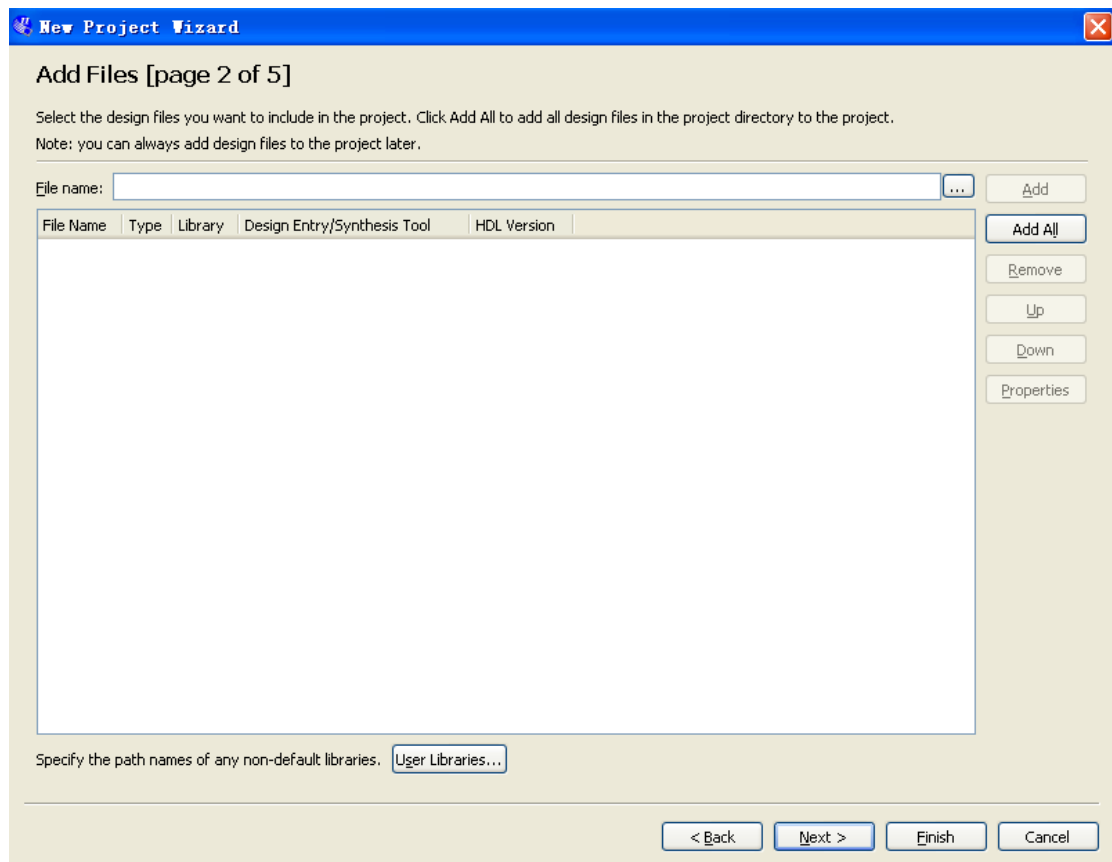 New Project Wizard
Add Files [page 2 of 5]
Select the design files you want to include in the project. Click Add All to add all design files in the project directory to the project.
Note: you can always add design files to the project later.
File name: ... Add
File Name Type Library Design Entry/Synthesis Tool HDL Version Add All
Remove
Up
Down
Properties
Specify the path names of any non-default libraries. User Libraries...
< Back Next > Finish Cancel